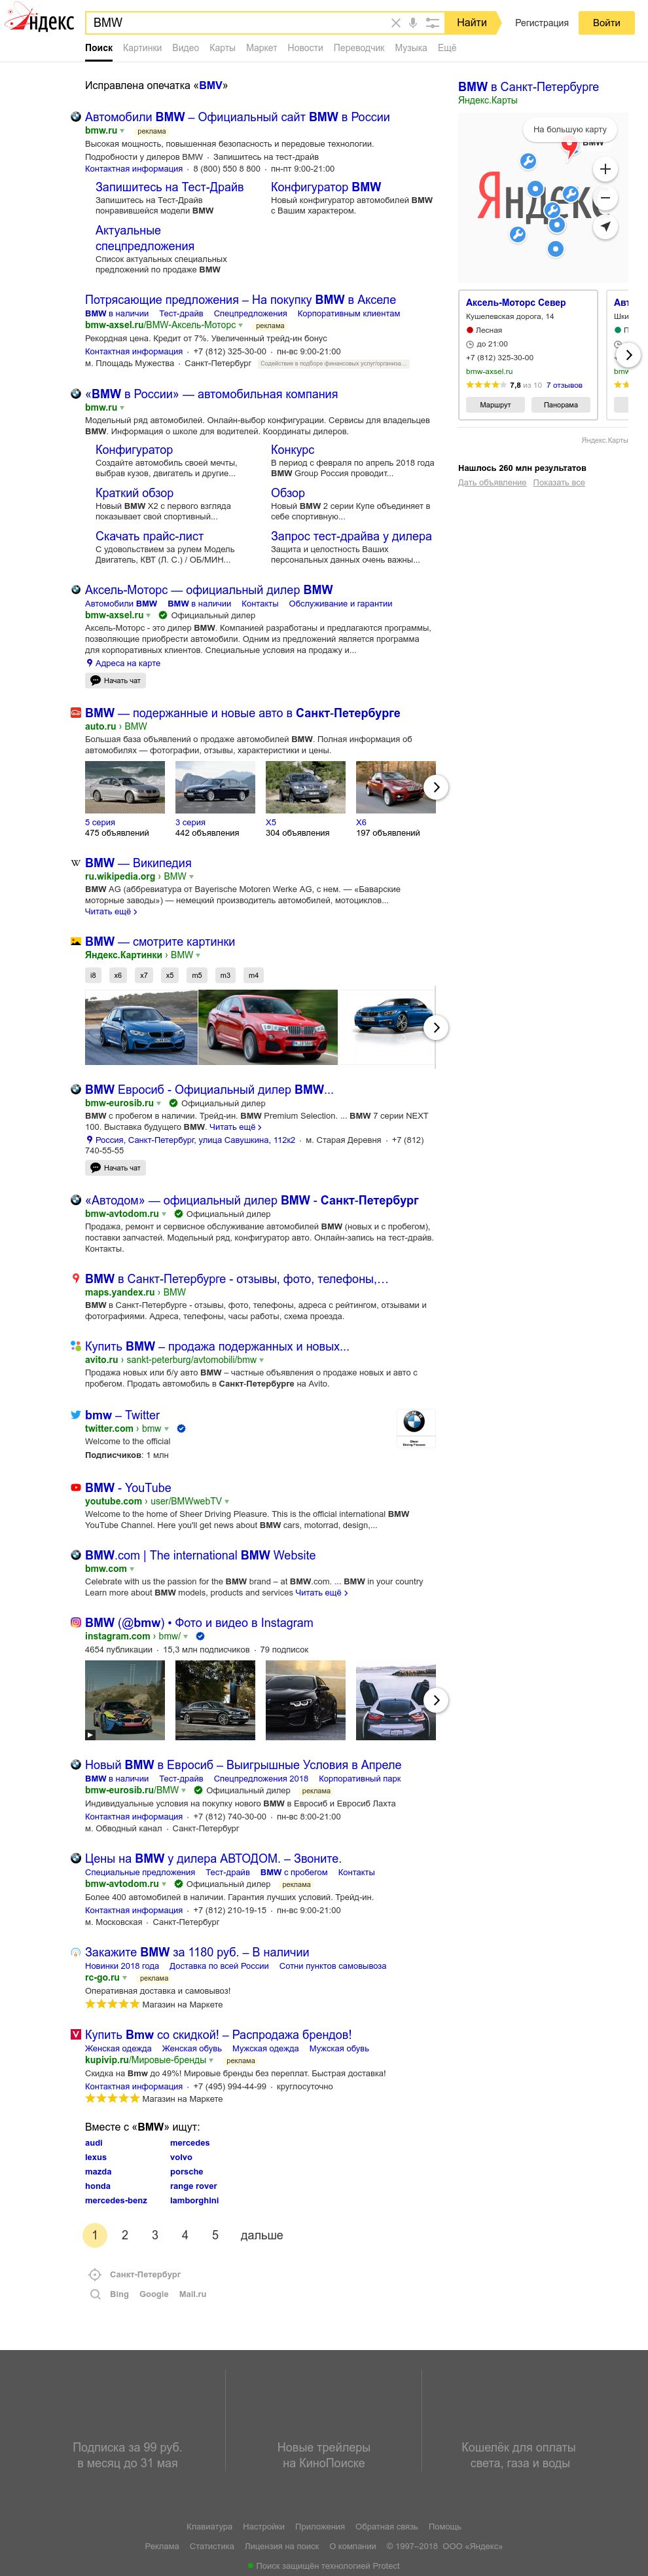 Яндекс
BMW
Найти
Регистрация
Войти
Поиск Картинки Видео Карты Маркет Новости Переводчик Музыка Ещё
Исправлена опечатка «BMV»
Автомобили BMW – Официальный сайт BMW в России
bmw.ru реклама
Высокая мощность, повышенная безопасность и передовые технологии.
Подробности у дилеров BMW · Запишитесь на тест-драйв
Контактная информация · 8 (800) 550 8 800 · пн-пт 9:00-21:00
Запишитесь на Тест-Драйв
Запишитесь на Тест-Драйв
понравившейся модели BMW
Конфигуратор BMW
Новый конфигуратор автомобилей BMW
с Вашим характером.
Актуальные
спецпредложения
Список актуальных специальных
предложений по продаже BMW
Потрясающие предложения – На покупку BMW в Акселе
BMW в наличии Тест-драйв Спецпредложения Корпоративным клиентам
bmw-axsel.ru/BMW-Аксель-Моторс реклама
Рекордная цена. Кредит от 7%. Увеличенный трейд-ин бонус
Контактная информация · +7 (812) 325-30-00 · пн-вс 9:00-21:00
м. Площадь Мужества · Санкт-Петербург Содействие в подборе финансовых услуг/организа...
«BMW в России» — автомобильная компания
bmw.ru
Модельный ряд автомобилей. Онлайн-выбор конфигурации. Сервисы для владельцев
BMW. Информация о школе для водителей. Координаты дилеров.
Конфигуратор
Создайте автомобиль своей мечты,
выбрав кузов, двигатель и другие...
Конкурс
В период с февраля по апрель 2018 года
BMW Group Россия проводит...
Краткий обзор
Новый BMW X2 с первого взгляда
показывает свой спортивный...
Обзор
Новый BMW 2 серии Купе объединяет в
себе спортивную...
Скачать прайс-лист
С удовольствием за рулем Модель
Двигатель, КВТ (Л. С.) / ОБ/МИН...
Запрос тест-драйва у дилера
Защита и целостность Ваших
персональных данных очень важны...
Аксель-Моторс — официальный дилер BMW
Автомобили BMW BMW в наличии Контакты Обслуживание и гарантии
bmw-axsel.ru Официальный дилер
Аксель-Моторс - это дилер BMW. Компанией разработаны и предлагаются программы,
позволяющие приобрести автомобили. Одним из предложений является программа
для корпоративных клиентов. Специальные условия на продажу и...
Адреса на карте
Начать чат
BMW — подержанные и новые авто в Санкт-Петербурге
auto.ru › BMW
Большая база объявлений о продаже автомобилей BMW. Полная информация об
автомобилях — фотографии, отзывы, характеристики и цены.
5 серия 3 серия X5 X6
475 объявлений 442 объявления 304 объявления 197 объявлений
BMW — Википедия
ru.wikipedia.org › BMW
BMW AG (аббревиатура от Bayerische Motoren Werke AG, с нем. — «Баварские
моторные заводы») — немецкий производитель автомобилей, мотоциклов...
Читать ещё ›
BMW — смотрите картинки
Яндекс.Картинки › BMW
i8 x6 x7 x5 m5 m3 m4
BMW Евросиб - Официальный дилер BMW...
bmw-eurosib.ru Официальный дилер
BMW с пробегом в наличии. Трейд-ин. BMW Premium Selection. ... BMW 7 серии NEXT
100. Выставка будущего BMW. Читать ещё ›
Россия, Санкт-Петербург, улица Савушкина, 112к2 · м. Старая Деревня · +7 (812)
740-55-55
Начать чат
«Автодом» — официальный дилер BMW - Санкт-Петербург
bmw-avtodom.ru Официальный дилер
Продажа, ремонт и сервисное обслуживание автомобилей BMW (новых и с пробегом),
поставки запчастей. Модельный ряд, конфигуратор авто. Онлайн-запись на тест-драйв.
Контакты.
BMW в Санкт-Петербурге - отзывы, фото, телефоны,...
maps.yandex.ru › BMW
BMW в Санкт-Петербурге - отзывы, фото, телефоны, адреса с рейтингом, отзывами и
фотографиями. Адреса, телефоны, часы работы, схема проезда.
Купить BMW – продажа подержанных и новых...
avito.ru › sankt-peterburg/avtomobili/bmw
Продажа новых или б/у авто BMW – частные объявления о продаже новых и авто с
пробегом. Продать автомобиль в Санкт-Петербурге на Avito.
bmw – Twitter
twitter.com › bmw
Welcome to the official
Подписчиков: 1 млн
BMW - YouTube
youtube.com › user/BMWwebTV
Welcome to the home of Sheer Driving Pleasure. This is the official international BMW
YouTube Channel. Here you'll get news about BMW cars, motorrad, design,...
BMW.com | The international BMW Website
bmw.com
Celebrate with us the passion for the BMW brand – at BMW.com. ... BMW in your country
Learn more about BMW models, products and services Читать ещё ›
BMW (@bmw) • Фото и видео в Instagram
instagram.com › bmw/
4654 публикации · 15,3 млн подписчиков · 79 подписок
Новый BMW в Евросиб – Выигрышные Условия в Апреле
BMW в наличии Тест-драйв Спецпредложения 2018 Корпоративный парк
bmw-eurosib.ru/BMW Официальный дилер реклама
Индивидуальные условия на покупку нового BMW в Евросиб и Евросиб Лахта
Контактная информация · +7 (812) 740-30-00 · пн-вс 8:00-21:00
м. Обводный канал · Санкт-Петербург
Цены на BMW у дилера АВТОДОМ. – Звоните.
Специальные предложения Тест-драйв BMW с пробегом Контакты
bmw-avtodom.ru Официальный дилер реклама
Более 400 автомобилей в наличии. Гарантия лучших условий. Трейд-ин.
Контактная информация · +7 (812) 210-19-15 · пн-вс 9:00-21:00
м. Московская · Санкт-Петербург
Закажите BMW за 1180 руб. – В наличии
Новинки 2018 года Доставка по всей России Сотни пунктов самовывоза
rc-go.ru реклама
Оперативная доставка и самовывоз!
Магазин на Маркете
Купить Bmw со скидкой! – Распродажа брендов!
Женская одежда Женская обувь Мужская одежда Мужская обувь
kupivip.ru/Мировые-бренды реклама
Скидка на Bmw до 49%! Мировые бренды без переплат. Быстрая доставка!
Контактная информация · +7 (495) 994-44-99 · круглосуточно
Магазин на Маркете
Вместе с «BMW» ищут:
audi mercedes
lexus volvo
mazda porsche
honda range rover
mercedes-benz lamborghini
1 2 3 4 5 дальше
Санкт-Петербург
Bing Google Mail.ru
BMW в Санкт-Петербурге
Яндекс.Карты
На большую карту
BMW
Яндекс
Аксель-Моторс Север
Кушелевская дорога, 14
Лесная
до 21:00
+7 (812) 325-30-00
bmw-axsel.ru
7,8 из 10 7 отзывов
Маршрут Панорама
Яндекс.Карты
Нашлось 260 млн результатов
Дать объявление Показать все
Подписка за 99 руб.
в месяц до 31 мая
Новые трейлеры
на КиноПоиске
Кошелёк для оплаты
света, газа и воды
Клавиатура Настройки Приложения Обратная связь Помощь
Реклама Статистика Лицензия на поиск О компании © 1997–2018 ООО «Яндекс»
Поиск защищён технологией Protect